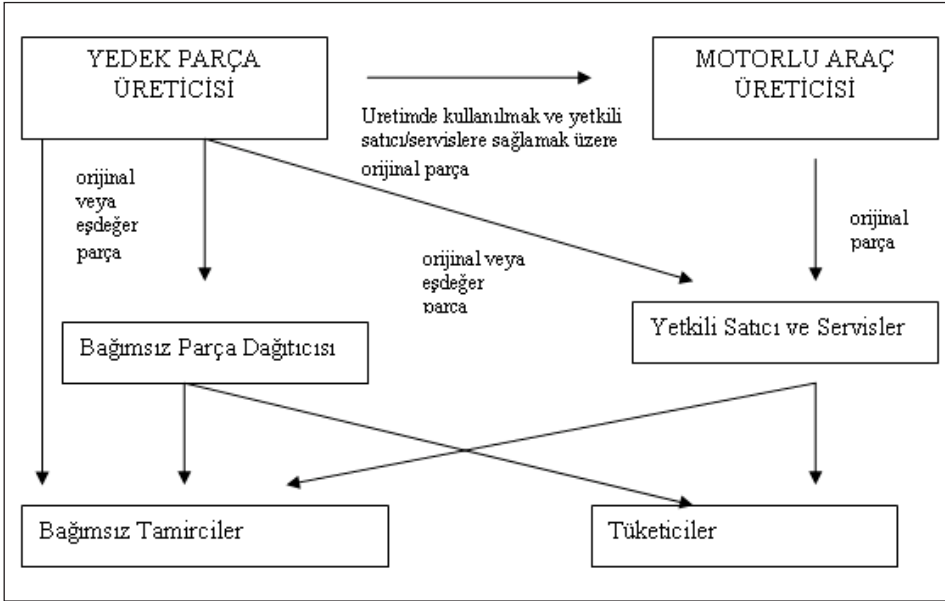 YEDEK PARÇA
ÜRETİCİSİ
MOTORLU ARAÇ
ÜRETİCİSİ
Uretimde kullanılmak ve yetkili
satıcı/servislere sağlamak üzere
orijinal parça
orijinal
veya
eşdeğer
parça
orijinal
parça
orijinal veya
eşdeğer
parca
Bağımsız Parça Dağıtıcısı
Yetkili Satıcı ve Servisler
Bağımsız Tamirciler
Tüketiciler